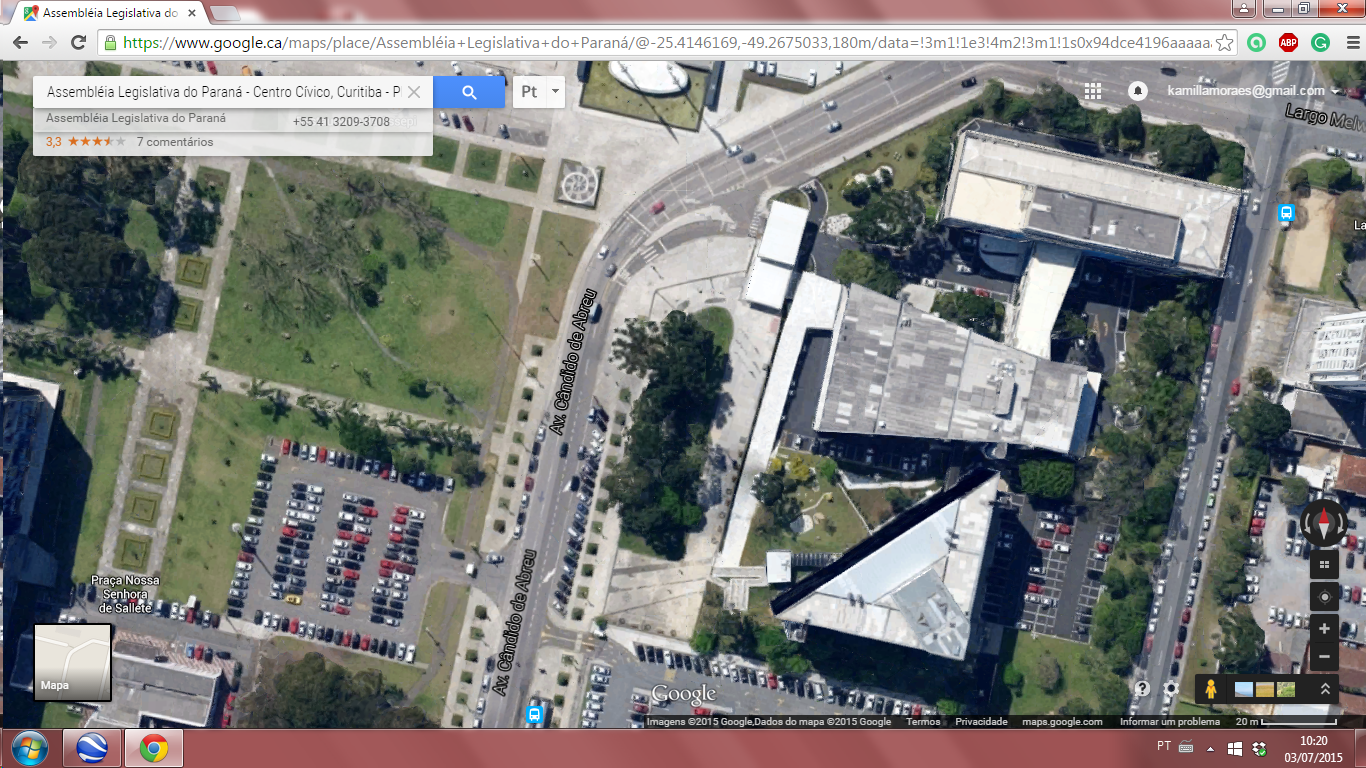 Assembléia Legislativa do
https://www.google.ca/maps/place/Assembléia+Legislativa+do+Paraná/@-25.4146169,-49.2675033,180m/data=!3m1!1e3!4m2!3m1!1s0x94dce4196aaaaa
ABP
Assembléia Legislativa do Paraná - Centro Cívico, Curitiba - P
Pt
kamillamoraes@gmail.com
Assembléia Legislativa do Paraná
+55 41 3209-3708
3,3 7 comentários
Largo Melv
La
Av. Cândido de Abreu
Av. Cândido de Abreu
Praça Nossa
Senhora
de Sallete
Mapa
Google
Imagens ©2015 Google,Dados do mapa ©2015 Google Termos Privacidade maps.google.com Informar um problema 20 m
PT
10:20
03/07/2015